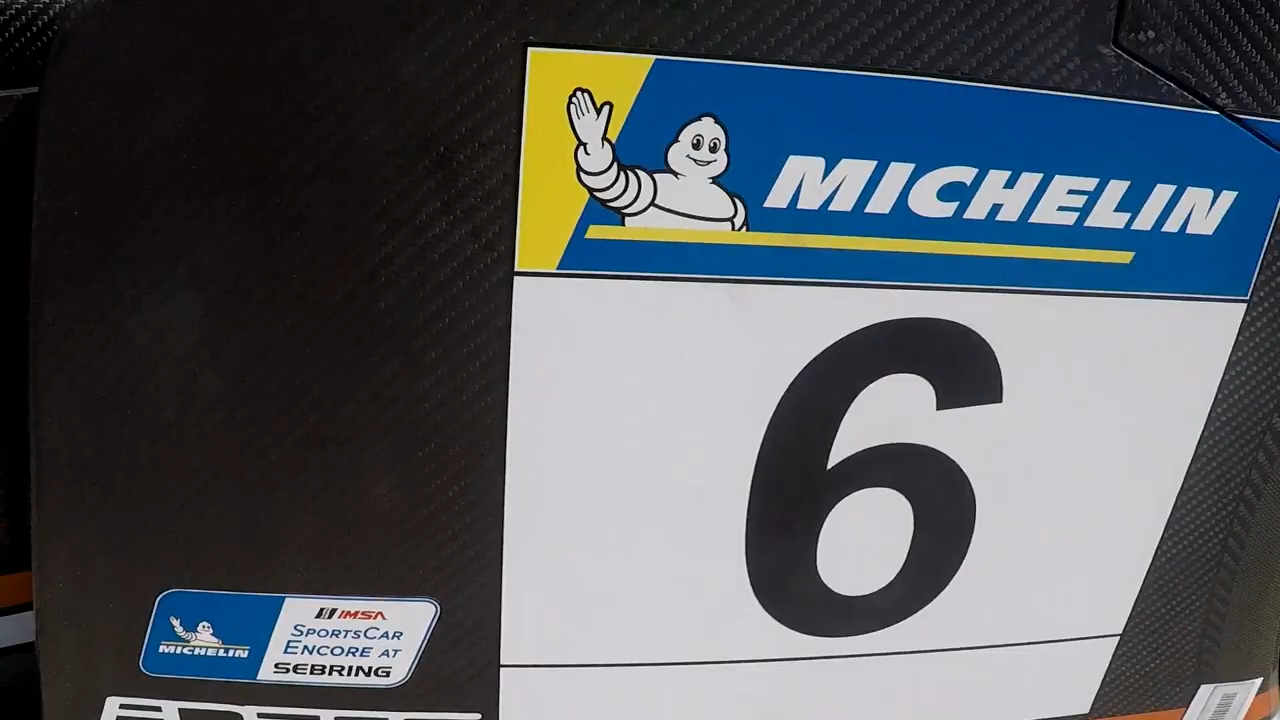 MICHELIN
6
MICHELIN
IMSA
SPORTSCAR
ENCORE AT
SEBRING